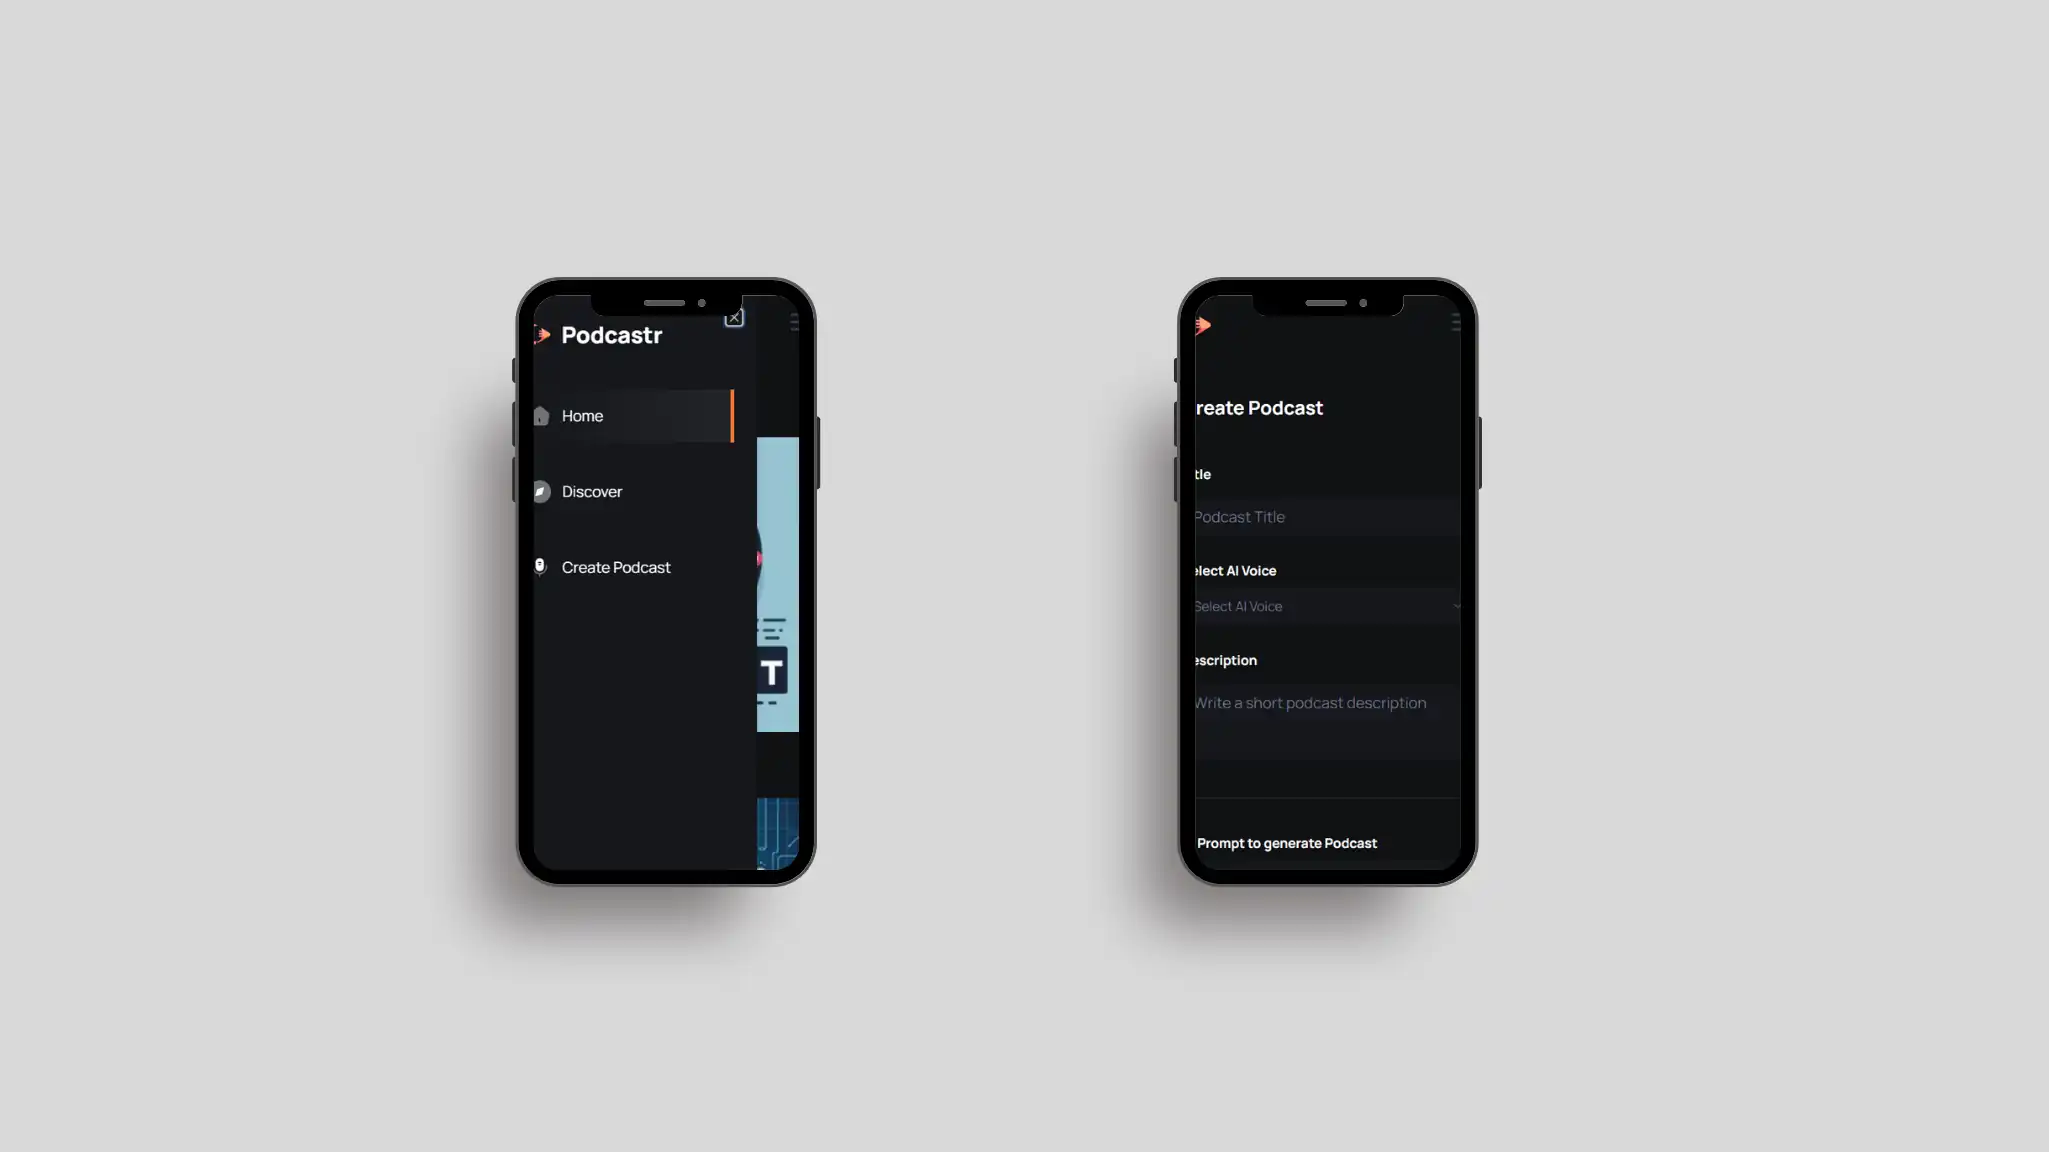 Podcastr
Home
Discover
Create Podcast
T
reate Podcast
tle
Podcast Title
elect AI Voice
Select AI Voice
escription
Write a short podcast description
Prompt to generate Podcast